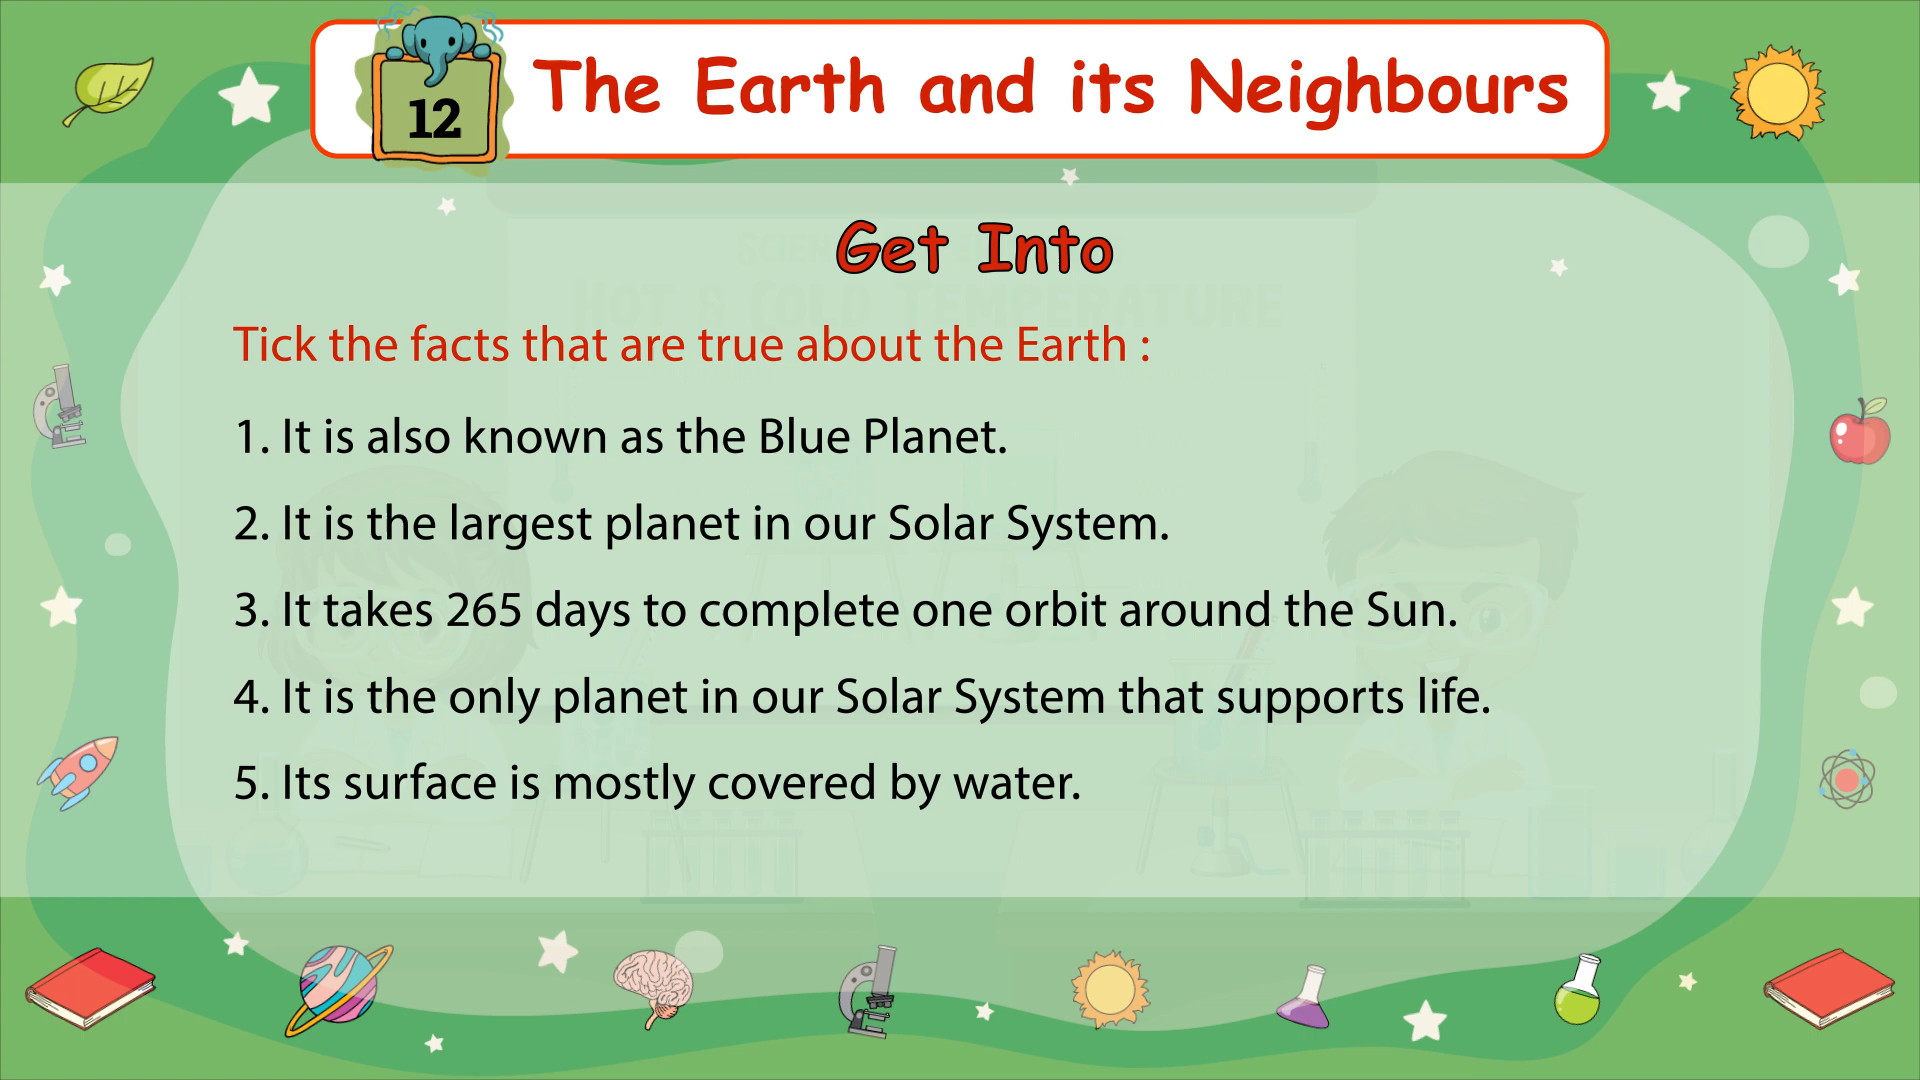 12
The Earth and its Neighbours
Get Into
Tick the facts that are true about the Earth :
1. It is also known as the Blue Planet.
2. It is the largest planet in our Solar System.
3. It takes 265 days to complete one orbit around the Sun.
4. It is the only planet in our Solar System that supports life.
5. Its surface is mostly covered by water.
HOT & COLD TEMPERATURE